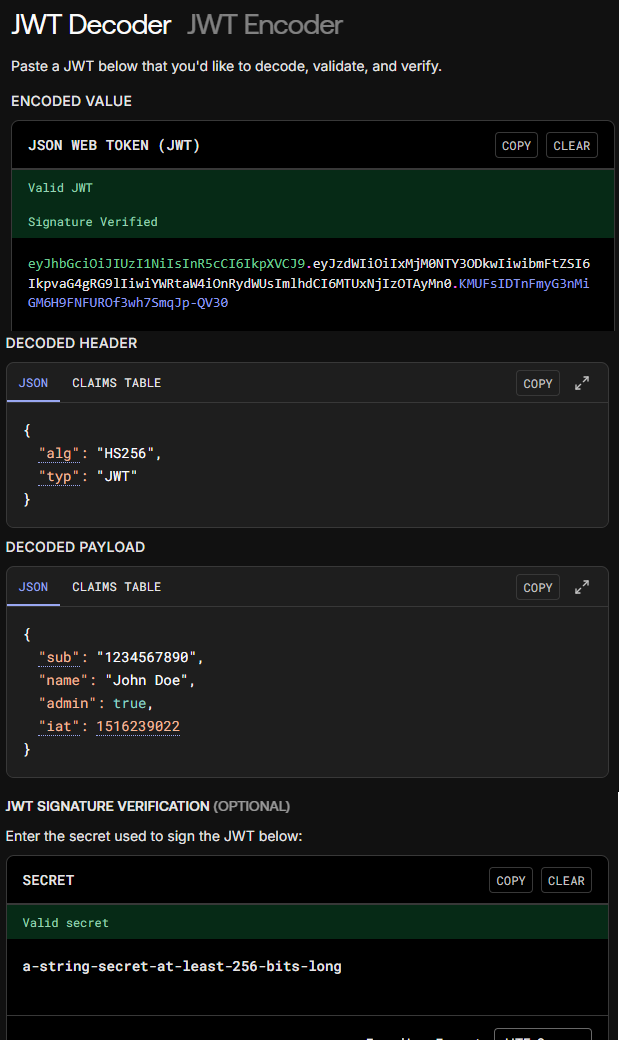 JWT Decoder JWT Encoder
Paste a JWT below that you'd like to decode, validate, and verify.
ENCODED VALUE
JSON WEB TOKEN (JWT) COPY CLEAR
Valid JWT
Signature Verified
eyJhbGciOiJIUzI1NiIsInR5cCI6IkpXVCJ9.eyJzdWIiOiIxMjM0NTY3ODkwIiwibmFtZSI6
IkpvaG4gRG9lIiwiYWRtaW4iOnRydWUsImlhdCI6MTUxNjIzOTAyMn0.KMUFsIDTnFmyG3nMi
GM6H9FNFUROf3wh7SmqJp-QV30
DECODED HEADER
JSON CLAIMS TABLE COPY
{
"alg": "HS256",
"typ": "JWT"
}
DECODED PAYLOAD
JSON CLAIMS TABLE COPY
{
"sub": "1234567890",
"name": "John Doe",
"admin": true,
"iat": 1516239022
}
JWT SIGNATURE VERIFICATION (OPTIONAL)
Enter the secret used to sign the JWT below:
SECRET COPY CLEAR
Valid secret
a-string-secret-at-least-256-bits-long